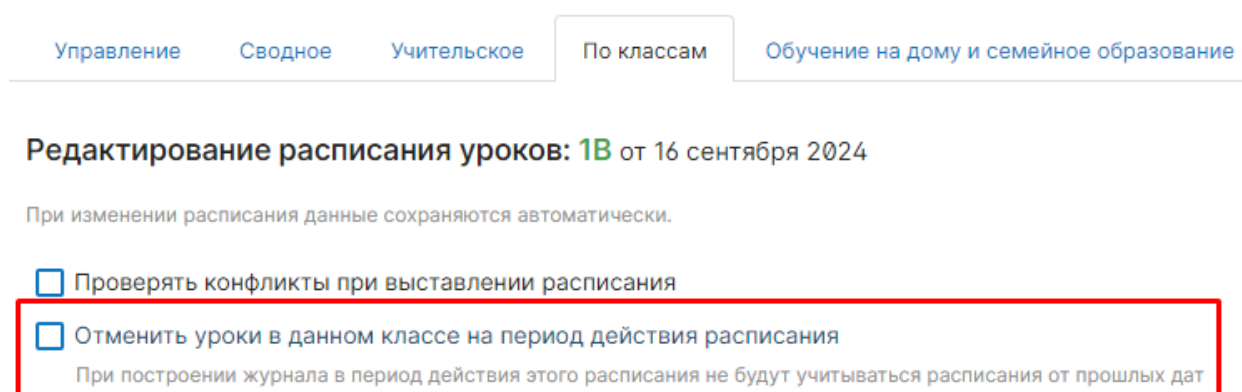 Управление Сводное Учительское По классам Обучение на дому и семейное образование
Редактирование расписания уроков: 1В от 16 сентября 2024
При изменении расписания данные сохраняются автоматически.
Проверять конфликты при выставлении расписания
Отменить уроки в данном классе на период действия расписания
При построении журнала в период действия этого расписания не будут учитываться расписания от прошлых дат